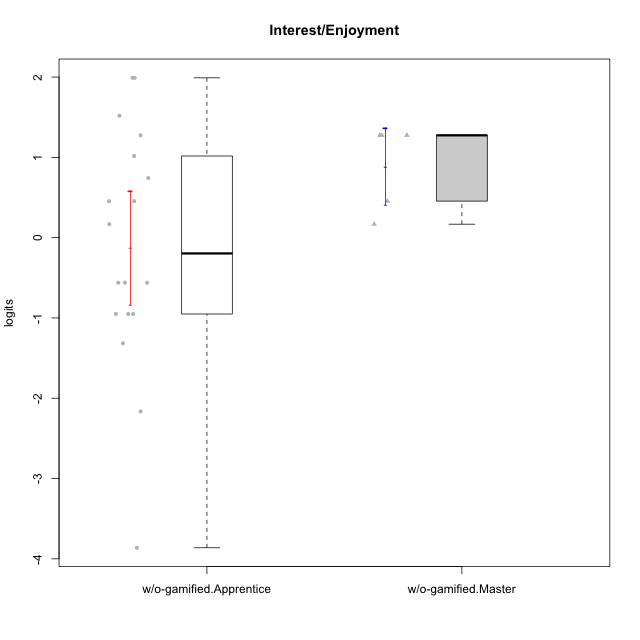 Interest/Enjoyment
2
1
0
-1
-2
-3
-4
logits
w/o-gamified.Apprentice
w/o-gamified.Master